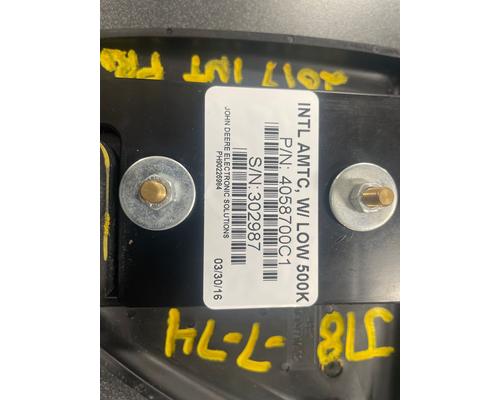 2017 INT PRO
INTL AMTC, W/ LOW 500K
P/N: 4058700C1
S/N:302987
JOHN DEERE ELECTRONIC SOLUTIONS
PH90226984
03/30/16
J18
-7-74